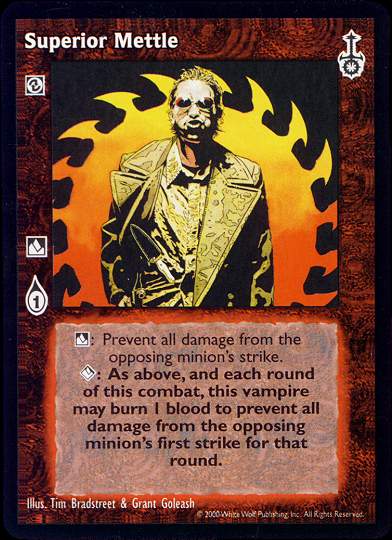 Superior Mettle
1
: Prevent all damage from the
opposing minion's strike.
: As above, and each round
of this combat, this vampire
may burn 1 blood to prevent all
damage from the opposing
minion's first strike for that
round.
Illus. Tim Bradstreet & Grant Goleash
© 2000 White Wolf Publishing, Inc. All Rights Reserved.